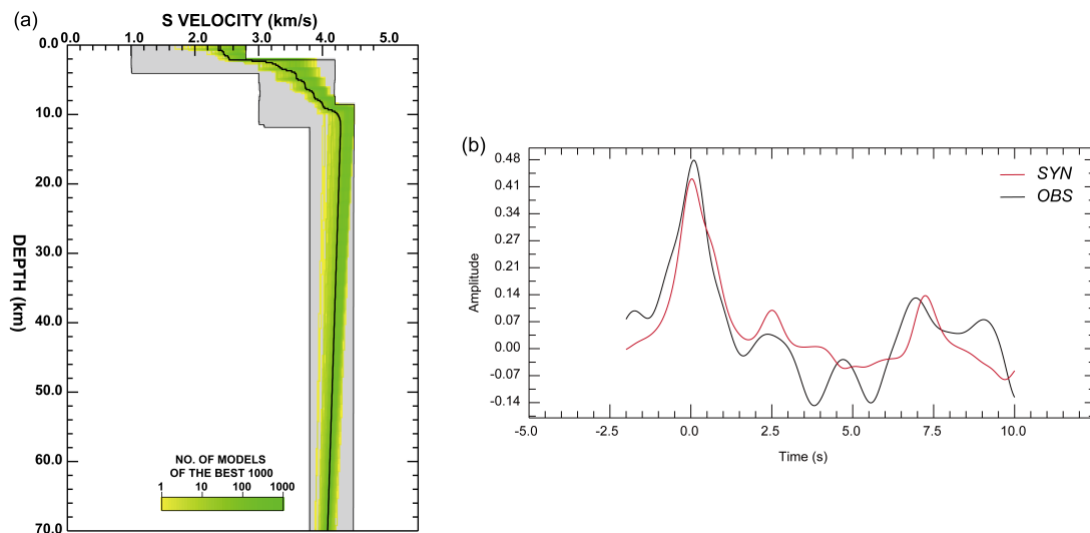 (a)
S VELOCITY (km/s)
0.0 1.0 2.0 3.0 4.0 5.0
0.0
10.0
20.0
30.0
40.0
50.0
60.0
70.0
DEPTH (km)
NO. OF MODELS
OF THE BEST 1000
1 10 100 1000
(b)
SYN
OBS
0.48
0.41
0.34
0.27
0.21
0.14
0.07
0.00
-0.07
-0.14
Amplitude
-5.0 -2.5 0.0 2.5 5.0 7.5 10.0
Time (s)